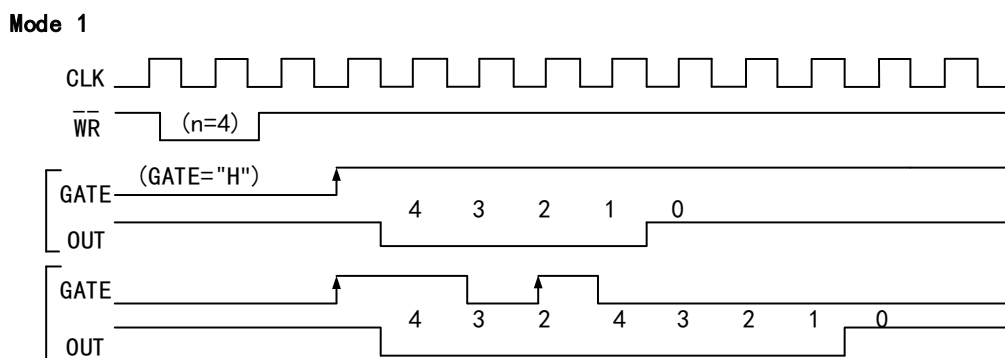 Mode 1
CLK
WR (n=4)
GATE (GATE="H")
4 3 2 1 0
OUT
GATE
4 3 2 4 3 2 1 0
OUT